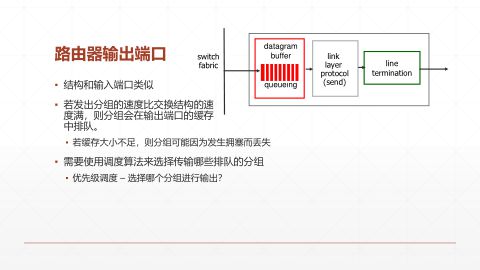 路由器输出端口
switch
fabric
datagram
buffer
queueing
link
layer
protocol
(send)
line
termination
结构和输入端口类似
若发出分组的速度比交换结构的速
度满，则分组会在输出端口的缓存
中排队。
若缓存大小不足，则分组可能因为发生拥塞而丢失
需要使用调度算法来选择传输哪些排队的分组
优先级调度 – 选择哪个分组进行输出?